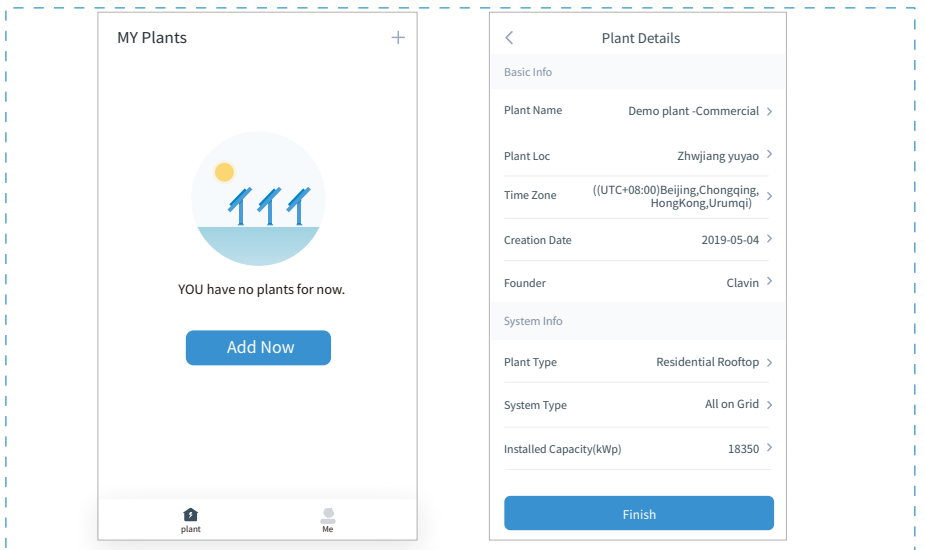 MY Plants
YOU have no plants for now.
Add Now
plant
Me
Plant Details
Basic Info
Plant Name
Demo plant -Commercial
Plant Loc
Zhwjiang yuyao
Time Zone
((UTC+08:00)Beijing,Chongqing,
HongKong,Urumqi)
Creation Date
2019-05-04
Founder
Clavin
System Info
Plant Type
Residential Rooftop
System Type
All on Grid
Installed Capacity(kWp)
18350
Finish